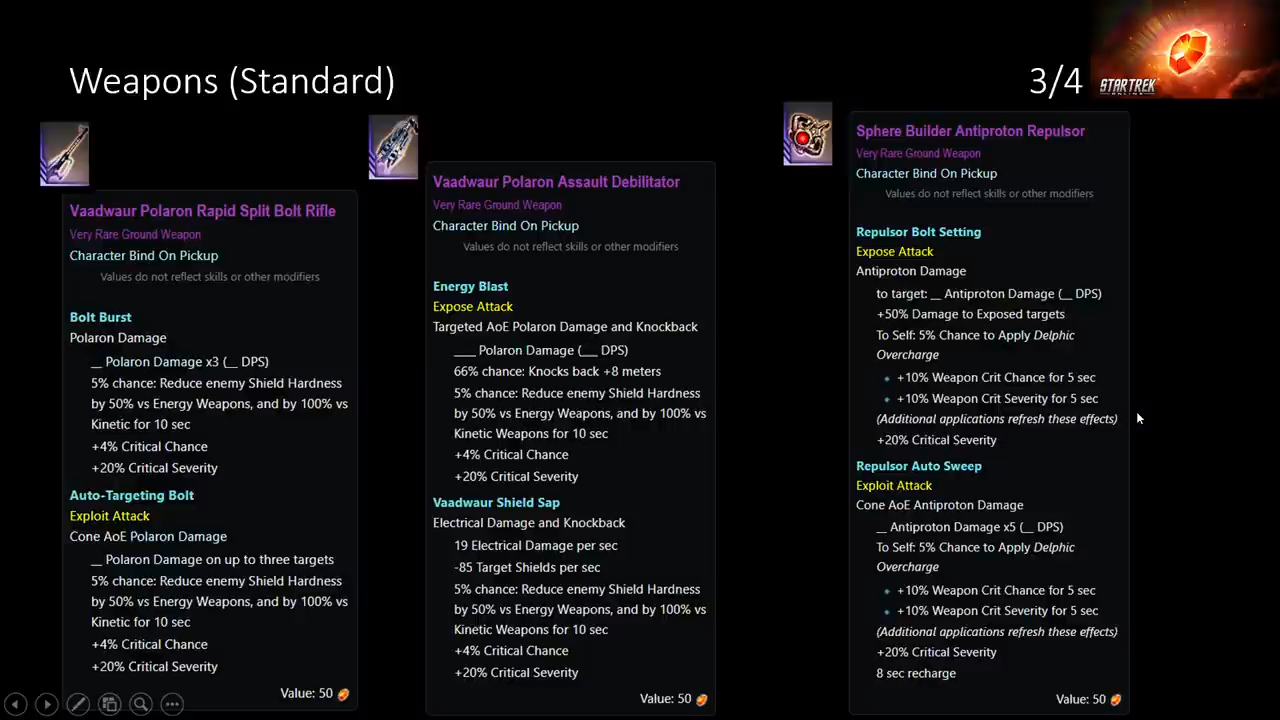 Weapons (Standard)
3/4
STAR TREK
ONLINE
Vaadwaur Polaron Rapid Split Bolt Rifle
Very Rare Ground Weapon
Character Bind On Pickup
Values do not reflect skills or other modifiers
Bolt Burst
Polaron Damage
__ Polaron Damage x3 (__ DPS)
5% chance: Reduce enemy Shield Hardness
by 50% vs Energy Weapons, and by 100% vs
Kinetic for 10 sec
+4% Critical Chance
+20% Critical Severity
Auto-Targeting Bolt
Exploit Attack
Cone AoE Polaron Damage
__ Polaron Damage on up to three targets
5% chance: Reduce enemy Shield Hardness
by 50% vs Energy Weapons, and by 100% vs
Kinetic for 10 sec
+4% Critical Chance
+20% Critical Severity
Value: 50
Vaadwaur Polaron Assault Debilitator
Very Rare Ground Weapon
Character Bind On Pickup
Values do not reflect skills or other modifiers
Energy Blast
Expose Attack
Targeted AoE Polaron Damage and Knockback
___ Polaron Damage (___ DPS)
66% chance: Knocks back +8 meters
5% chance: Reduce enemy Shield Hardness
by 50% vs Energy Weapons, and by 100% vs
Kinetic Weapons for 10 sec
+4% Critical Chance
+20% Critical Severity
Vaadwaur Shield Sap
Electrical Damage and Knockback
19 Electrical Damage per sec
-85 Target Shields per sec
5% chance: Reduce enemy Shield Hardness
by 50% vs Energy Weapons, and by 100% vs
Kinetic Weapons for 10 sec
+4% Critical Chance
+20% Critical Severity
Value: 50
Sphere Builder Antiproton Repulsor
Very Rare Ground Weapon
Character Bind On Pickup
Values do not reflect skills or other modifiers
Repulsor Bolt Setting
Expose Attack
Antiproton Damage
to target: __ Antiproton Damage (__ DPS)
+50% Damage to Exposed targets
To Self: 5% Chance to Apply Delphic
Overcharge
+10% Weapon Crit Chance for 5 sec
+10% Weapon Crit Severity for 5 sec
(Additional applications refresh these effects)
+20% Critical Severity
Repulsor Auto Sweep
Exploit Attack
Cone AoE Antiproton Damage
__ Antiproton Damage x5 (__ DPS)
To Self: 5% Chance to Apply Delphic
Overcharge
+10% Weapon Crit Chance for 5 sec
+10% Weapon Crit Severity for 5 sec
(Additional applications refresh these effects)
+20% Critical Severity
8 sec recharge
Value: 50